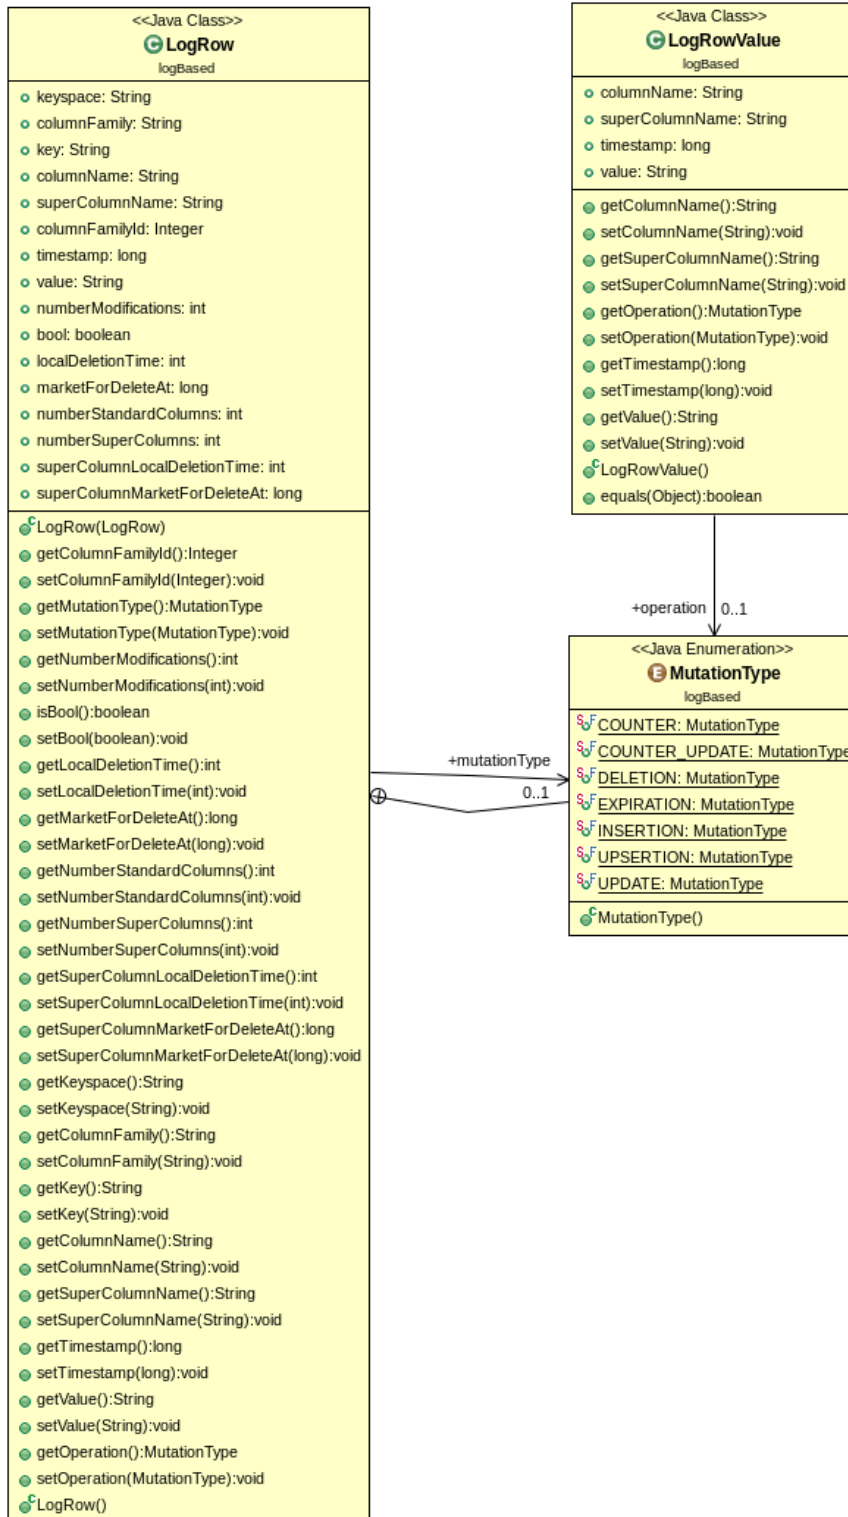 <<Java Class>>
LogRow
logBased
keyspace: String
columnFamily: String
key: String
columnName: String
superColumnName: String
columnFamilyId: Integer
timestamp: long
value: String
numberModifications: int
bool: boolean
localDeletionTime: int
marketForDeleteAt: long
numberStandardColumns: int
numberSuperColumns: int
superColumnLocalDeletionTime: int
superColumnMarketForDeleteAt: long
LogRow(LogRow)
getColumnFamilyId():Integer
setColumnFamilyId(Integer):void
getMutationType():MutationType
setMutationType(MutationType):void
getNumberModifications():int
setNumberModifications(int):void
isBool():boolean
setBool(boolean):void
getLocalDeletionTime():int
setLocalDeletionTime(int):void
getMarketForDeleteAt():long
setMarketForDeleteAt(long):void
getNumberStandardColumns():int
setNumberStandardColumns(int):void
getNumberSuperColumns():int
setNumberSuperColumns(int):void
getSuperColumnLocalDeletionTime():int
setSuperColumnLocalDeletionTime(int):void
getSuperColumnMarketForDeleteAt():long
setSuperColumnMarketForDeleteAt(long):void
getKeyspace():String
setKeyspace(String):void
getColumnFamily():String
setColumnFamily(String):void
getKey():String
setKey(String):void
getColumnName():String
setColumnName(String):void
getSuperColumnName():String
setSuperColumnName(String):void
getTimestamp():long
setTimestamp(long):void
getValue():String
setValue(String):void
getOperation():MutationType
setOperation(MutationType):void
LogRow()
<<Java Class>>
LogRowValue
logBased
columnName: String
superColumnName: String
timestamp: long
value: String
getColumnName():String
setColumnName(String):void
getSuperColumnName():String
setSuperColumnName(String):void
getOperation():MutationType
setOperation(MutationType):void
getTimestamp():long
setTimestamp(long):void
getValue():String
setValue(String):void
LogRowValue()
equals(Object):boolean
+operation 0..1
+mutationType
0..1
<<Java Enumeration>>
MutationType
logBased
COUNTER: MutationType
COUNTER_UPDATE: MutationType
DELETION: MutationType
EXPIRATION: MutationType
INSERTION: MutationType
UPSERTION: MutationType
UPDATE: MutationType
MutationType()